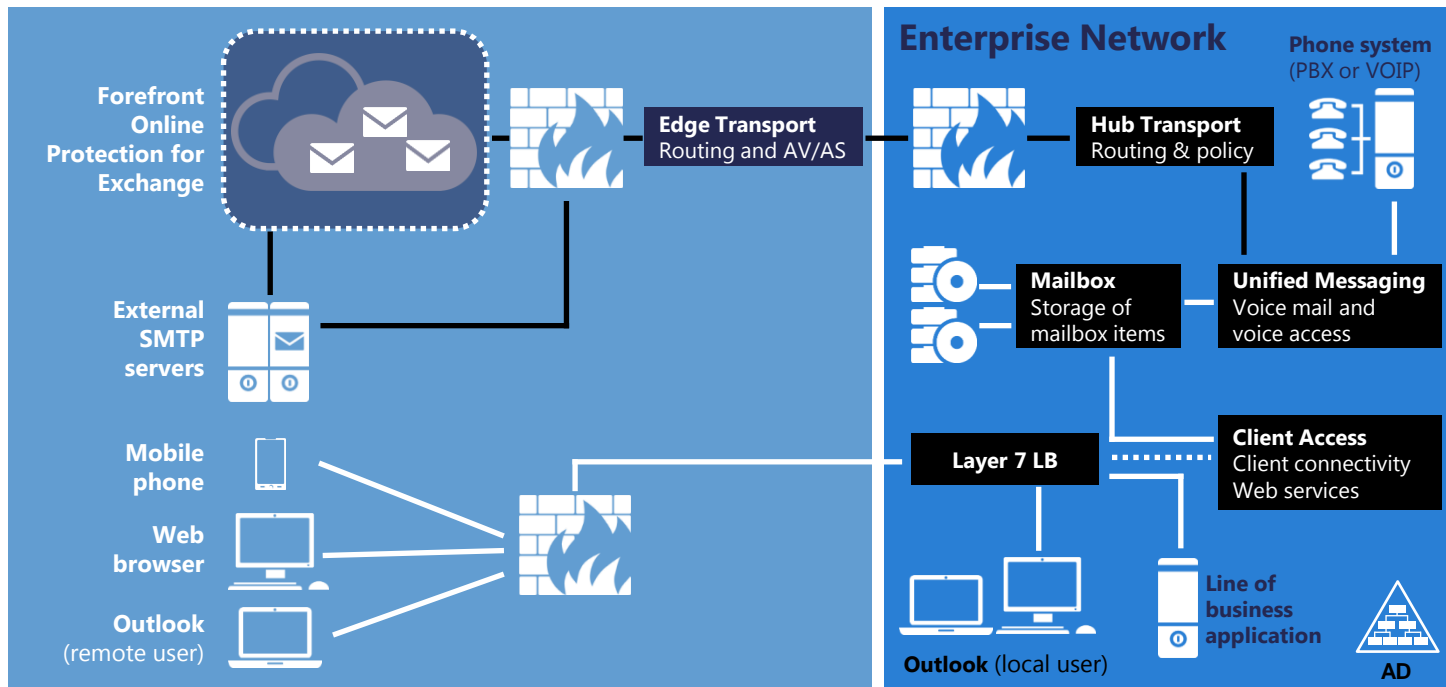 Forefront
Online
Protection for
Exchange
Edge Transport
Routing and AV/AS
External
SMTP
servers
Mobile
phone
Web
browser
Outlook
(remote user)
Enterprise Network
Phone system
(PBX or VOIP)
Hub Transport
Routing & policy
Mailbox
Storage of
mailbox items
Unified Messaging
Voice mail and
voice access
Layer 7 LB
Client Access
Client connectivity
Web services
Outlook (local user)
Line of
business
application
AD